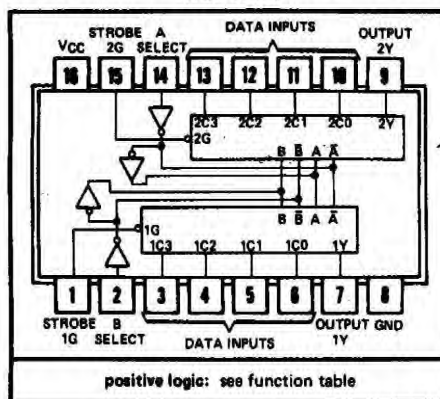 DATA INPUTS
STROBE A OUTPUT
VCC 2G SELECT 2Y
16 15 14 13 12 11 10 9
2C3 2C2 2C1 2C0 2Y
2G
B B̅ A A̅
B B̅ A A̅
1G
1C3 1C2 1C1 1C0 1Y
1 2 3 4 5 6 7 8
STROBE B OUTPUT GND
1G SELECT DATA INPUTS 1Y
positive logic: see function table